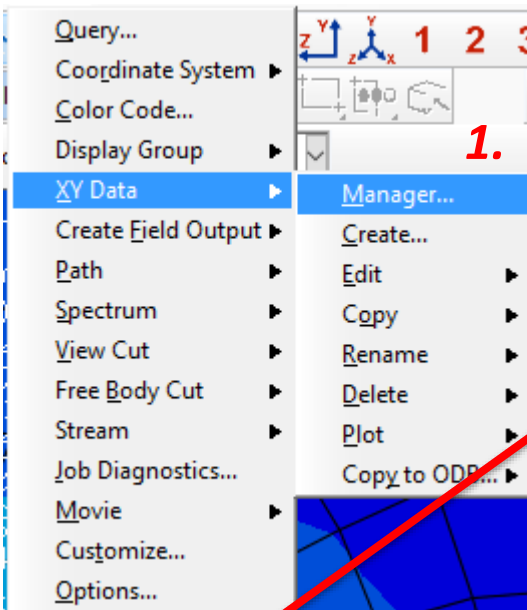 Query...
Coordinate System
Color Code...
Display Group
XY Data
Create Field Output
Path
Spectrum
View Cut
Free Body Cut
Stream
Job Diagnostics...
Movie
Customize...
Options...
Z Y
Y Z X
1 2 3
1.
Manager...
Create...
Edit
Copy
Rename
Delete
Plot
Copy to ODB...